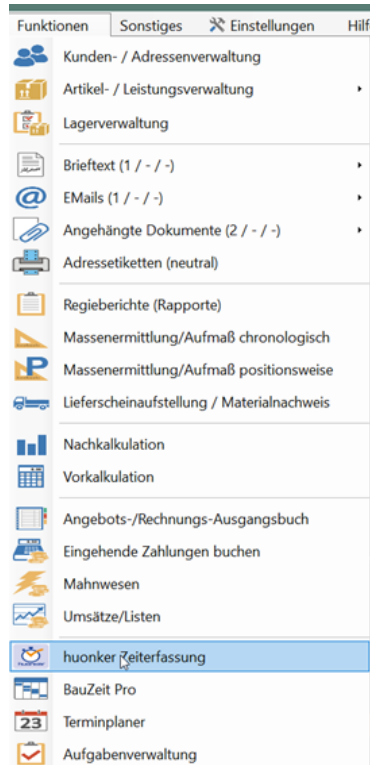 Funktionen Sonstiges Einstellungen Hilf
Kunden- / Adressenverwaltung
Artikel- / Leistungsverwaltung
Lagerverwaltung
Brieftext (1 / - / -)
EMails (1 / - / -)
Angehängte Dokumente (2 / - / -)
Adressetiketten (neutral)
Regieberichte (Rapporte)
Massenermittlung/Aufmaß chronologisch
P Massenermittlung/Aufmaß positionsweise
Lieferscheinaufstellung / Materialnachweis
Nachkalkulation
Vorkalkulation
Angebots-/Rechnungs-Ausgangsbuch
Eingehende Zahlungen buchen
Mahnwesen
Umsätze/Listen
huonker Zeiterfassung
BauZeit Pro
23 Terminplaner
Aufgabenverwaltung